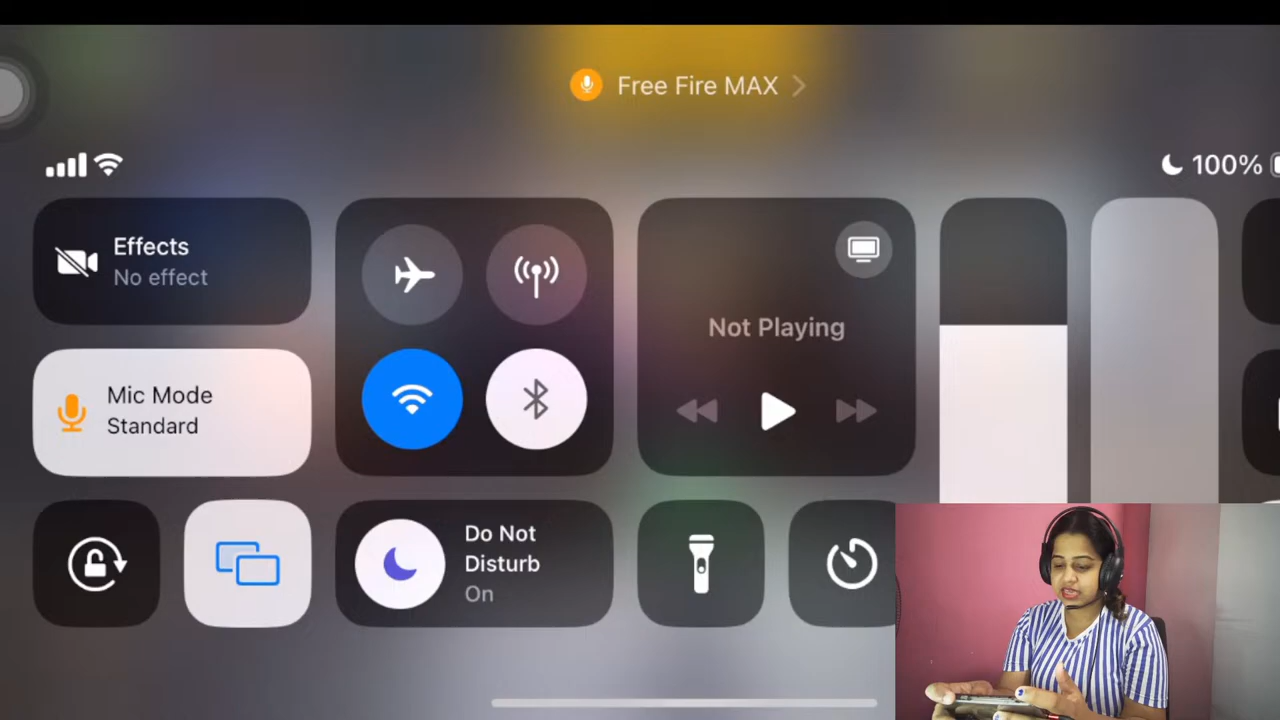 Free Fire MAX
100%
Effects
No effect
Mic Mode
Standard
Not Playing
Do Not
Disturb
On